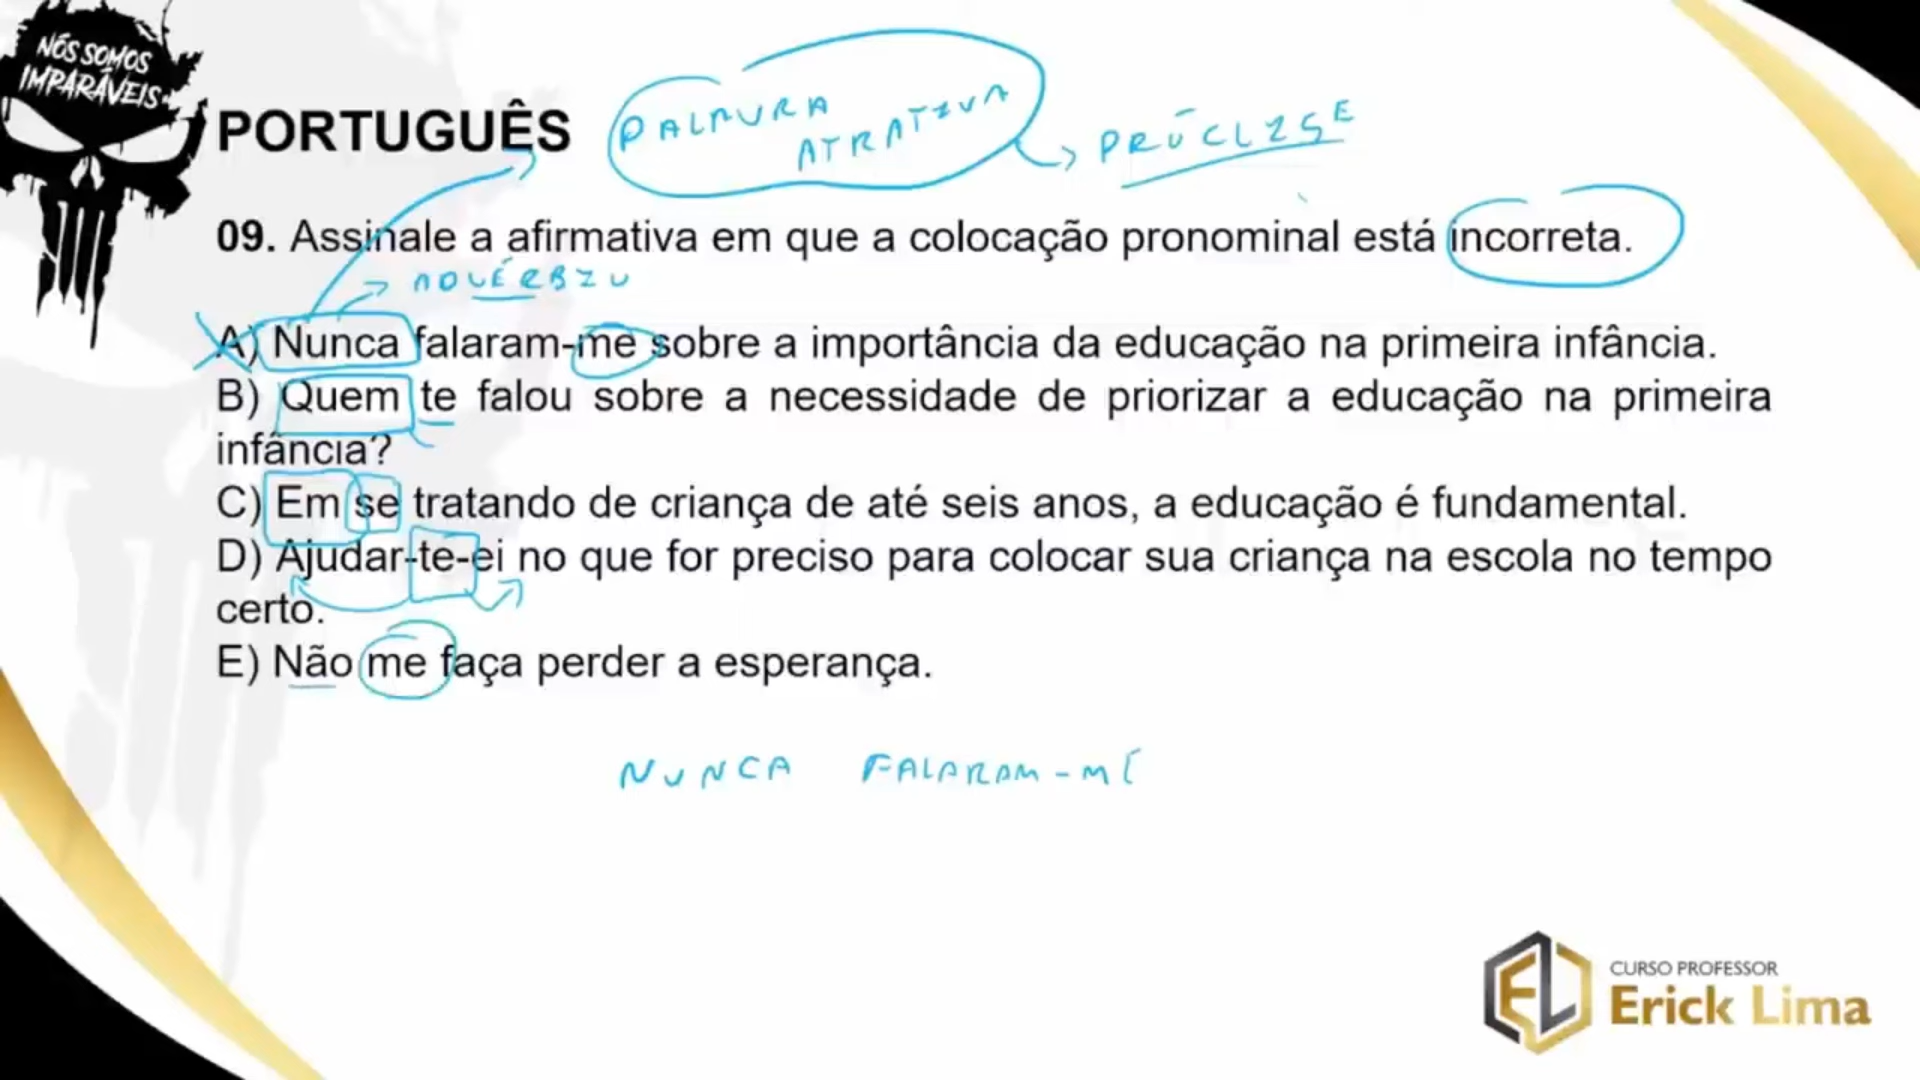 NÓS SOMOS
IMPARÁVEIS
PORTUGUÊS
PALAVRA
ATRATIVA
PRÓCLISE
09. Assinale a afirmativa em que a colocação pronominal está incorreta.
ADVÉRBIO
A) Nunca falaram-me sobre a importância da educação na primeira infância.
B) Quem te falou sobre a necessidade de priorizar a educação na primeira
infância?
C) Em se tratando de criança de até seis anos, a educação é fundamental.
D) Ajudar-te-ei no que for preciso para colocar sua criança na escola no tempo
certo.
E) Não me faça perder a esperança.
NUNCA FALARAM-ME
CURSO PROFESSOR
Erick Lima